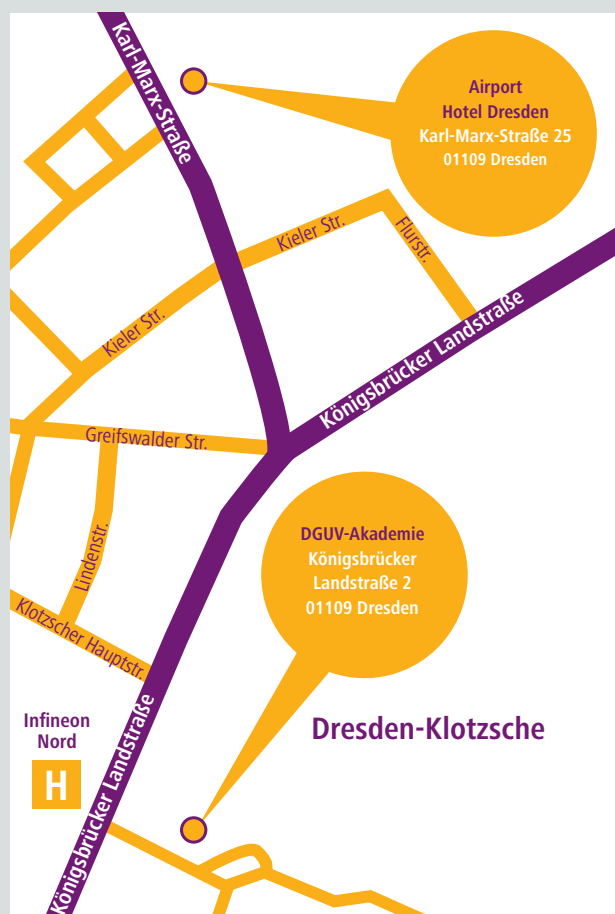 Karl-Marx-Straße
Airport
Hotel Dresden
Karl-Marx-Straße 25
01109 Dresden
Kieler Str.
Flurstr.
Kieler Str.
Königsbrücker Landstraße
Greifswalder Str.
Lindenstr.
DGUV-Akademie
Königsbrücker
Landstraße 2
01109 Dresden
Klotzscher Hauptstr.
Infineon
Nord
H
Dresden-Klotzsche
Königsbrücker Landstraße